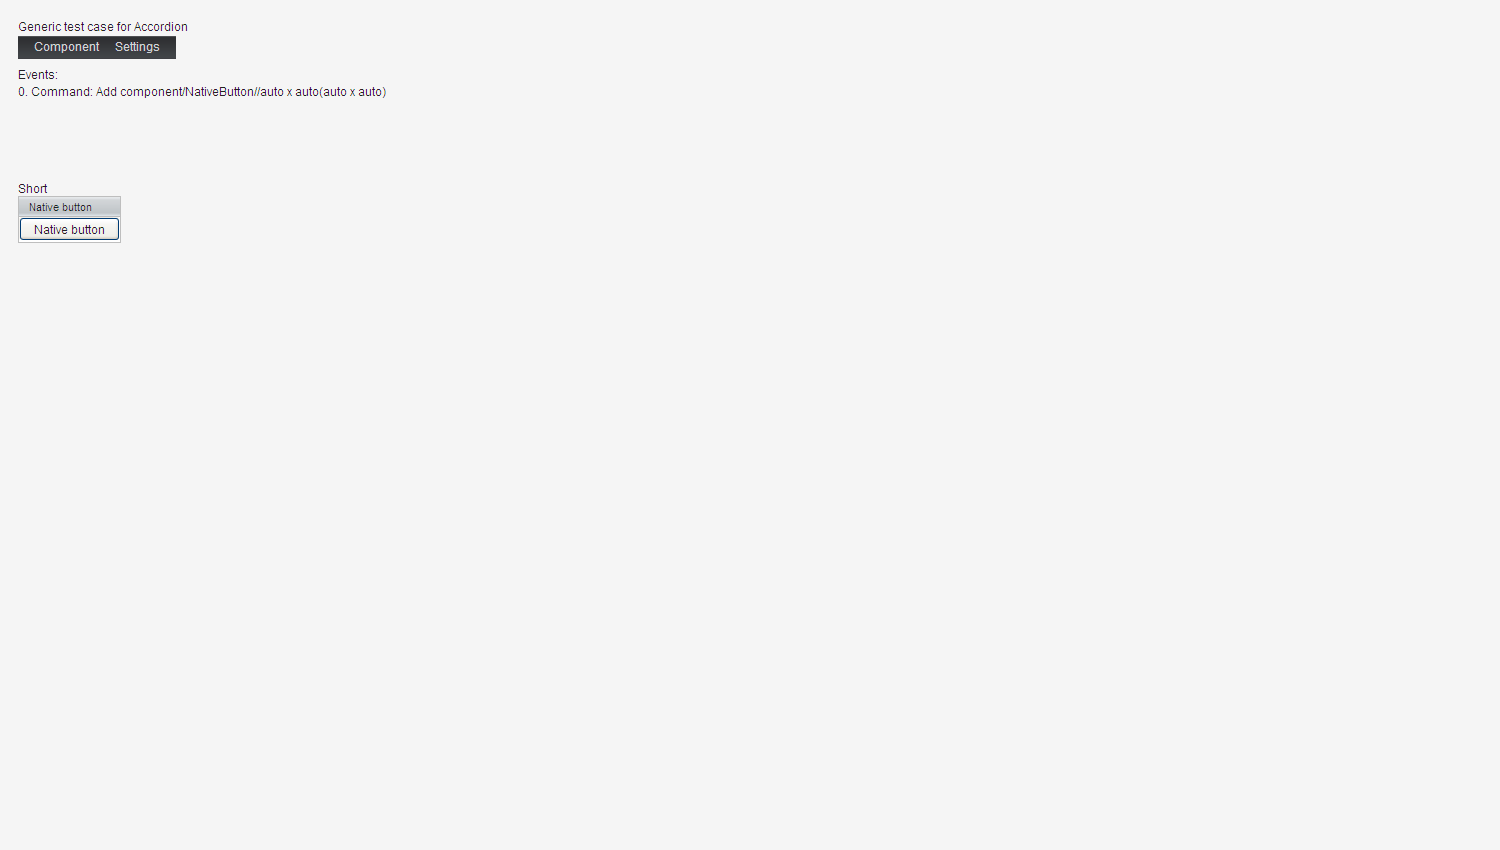 Generic test case for Accordion
Component Settings
Events:
0. Command: Add component/NativeButton//auto x auto(auto x auto)
Short
Native button
Native button